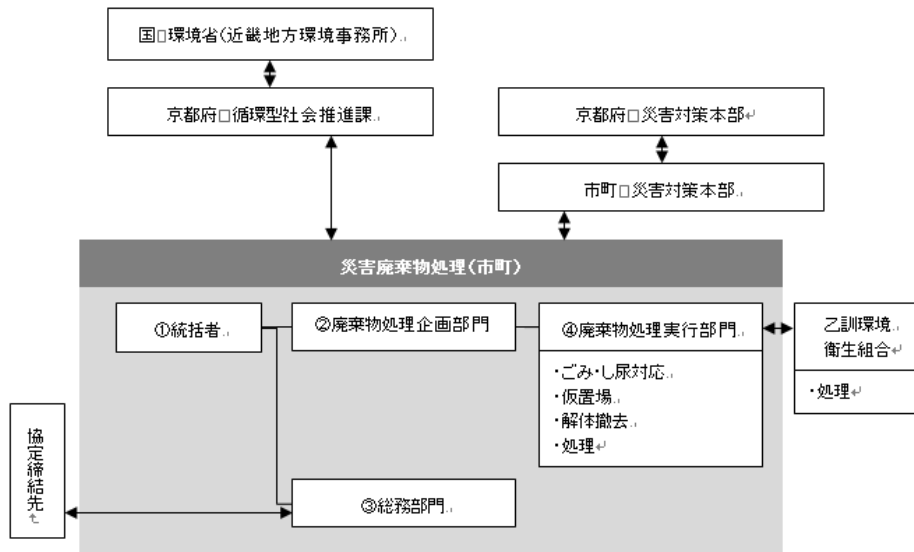 国□環境省(近畿地方環境事務所)
京都府□循環型社会推進課
京都府□災害対策本部
市町□災害対策本部
災害廃棄物処理(市町)
①統括者
②廃棄物処理企画部門
④廃棄物処理実行部門
・ごみ・し尿対応
・仮置場
・解体撤去
・処理
乙訓環境
衛生組合
・処理
協定締結先
③総務部門